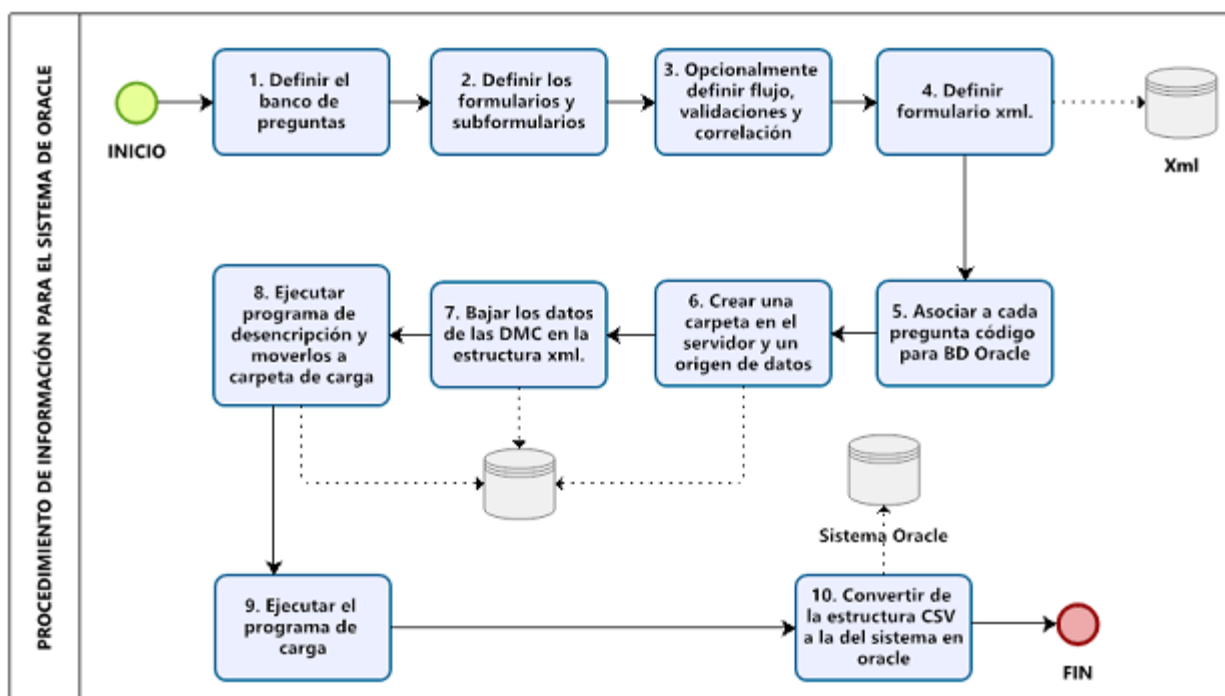 PROCEDIMIENTO DE INFORMACIÓN PARA EL SISTEMA DE ORACLE
INICIO
1. Definir el
banco de
preguntas
2. Definir los
formularios y
subformularios
3. Opcionalmente
definir flujo,
validaciones y
correlación
4. Definir
formulario xml.
Xml
5. Asociar a cada
pregunta código
para BD Oracle
6. Crear una
carpeta en el
servidor y un
origen de datos
7. Bajar los datos
de las DMC en la
estructura xml.
8. Ejecutar
programa de
desencripción y
moverlos a
carpeta de carga
9. Ejecutar el
programa de
carga
Sistema Oracle
10. Convertir de
la estructura CSV
a la del sistema en
oracle
FIN